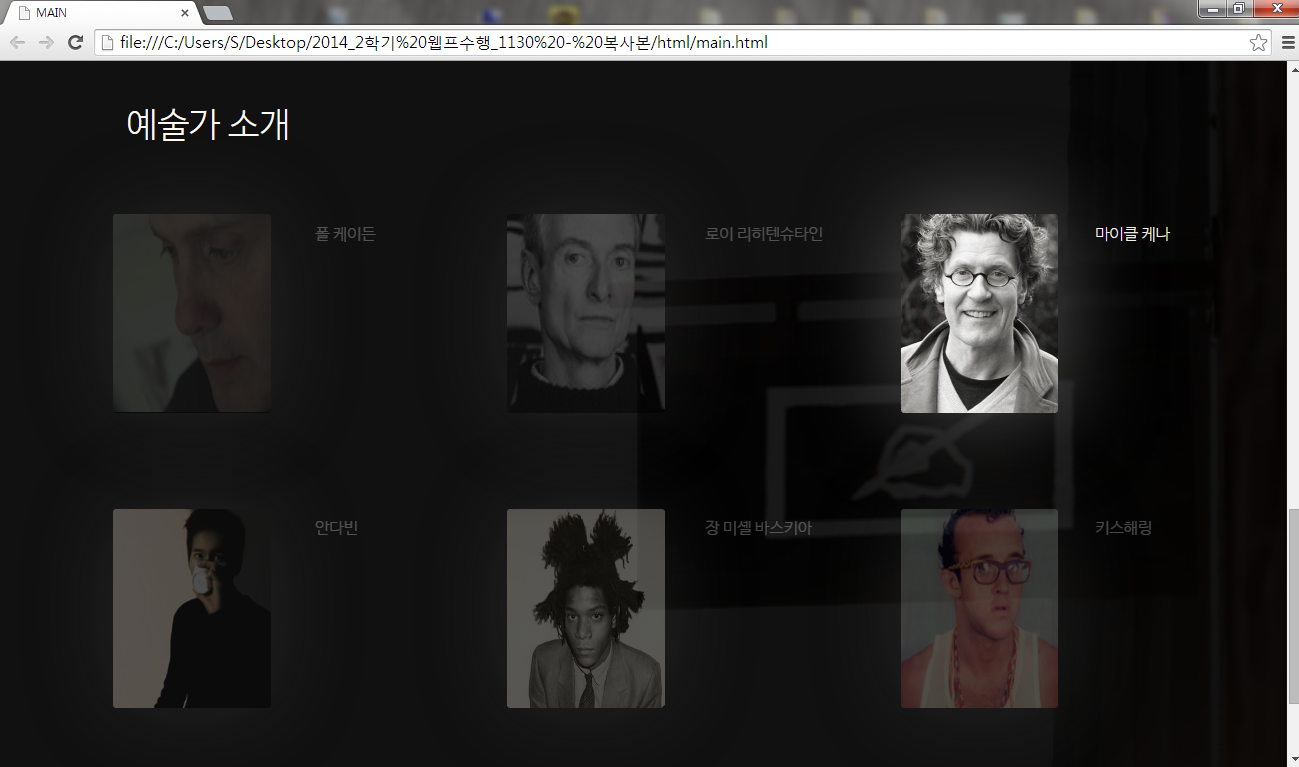 MAIN
file:///C:/Users/S/Desktop/2014_2학기%20웹프수행_1130%20-%20복사본/html/main.html
예술가 소개
폴 케이든
로이 리히텐슈타인
마이클 케나
안다빈
장 미셸 바스키아
키스해링